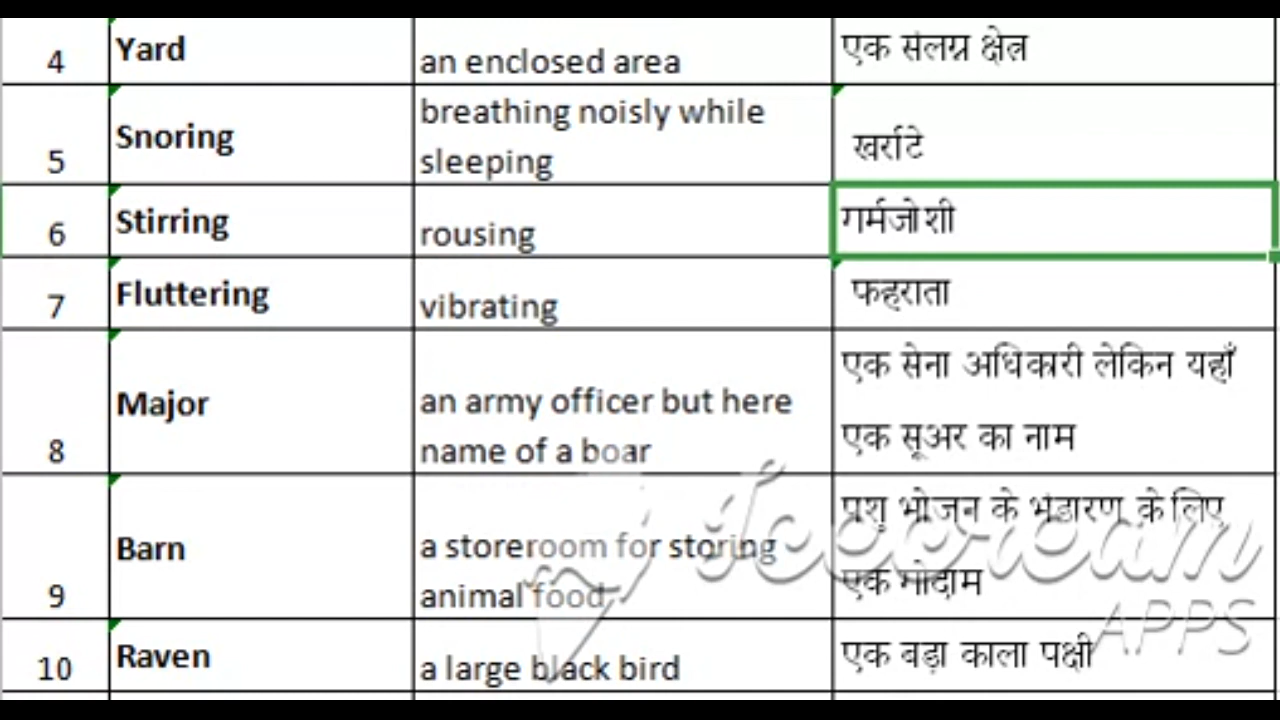 4 Yard an enclosed area एक संलग्न क्षेत्र
5 Snoring breathing noisly while sleeping खर्राटे
6 Stirring rousing गर्मजोशी
7 Fluttering vibrating फहराता
8 Major an army officer but here name of a boar एक सेना अधिकारी लेकिन यहाँ एक सूअर का नाम
9 Barn a storeroom for storing animal food पशु भोजन के भंडारण के लिए एक गोदाम
10 Raven a large black bird एक बड़ा काला पक्षी
Icecream
APPS